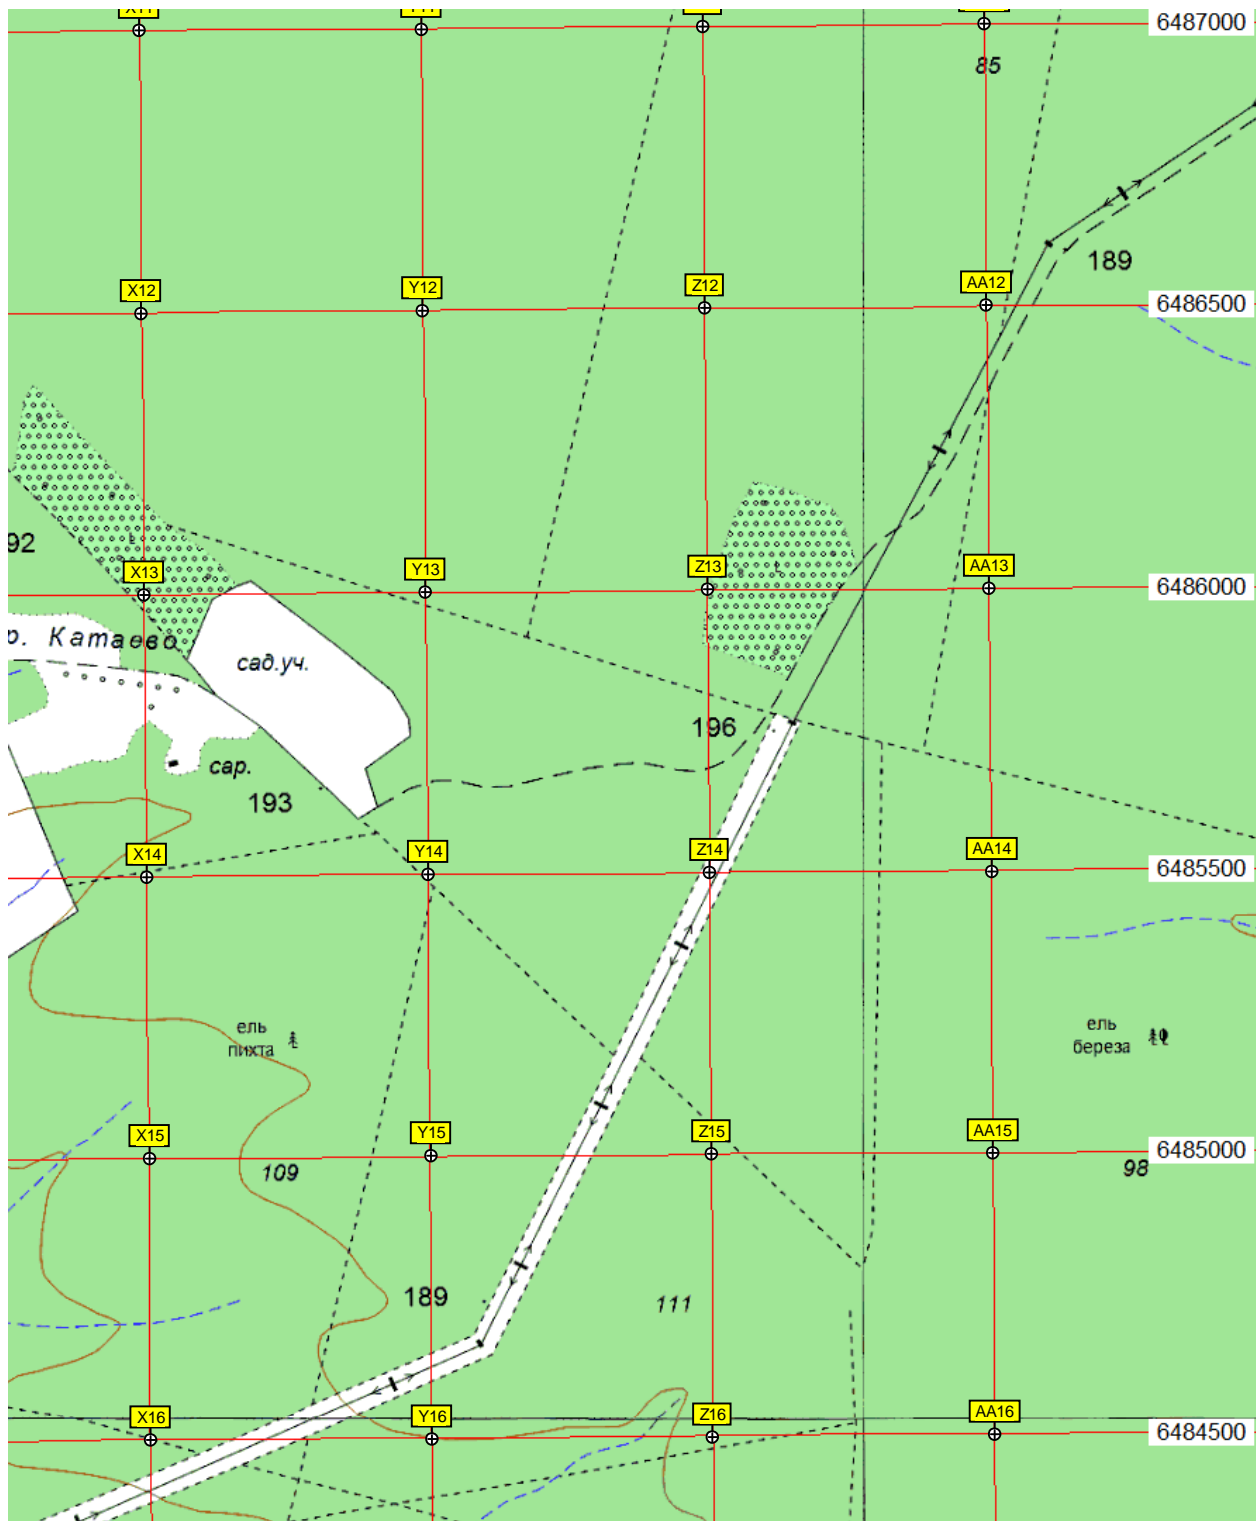 6487000
85
189
X12
Y12
Z12
AA12
6486500
92
X13
Y13
Z13
AA13
6486000
р. Катаево
сад.уч.
196
сар.
193
X14
Y14
Z14
AA14
6485500
ель
пихта
ель
береза
X15
Y15
Z15
AA15
6485000
109
98
189
111
X16
Y16
Z16
AA16
6484500